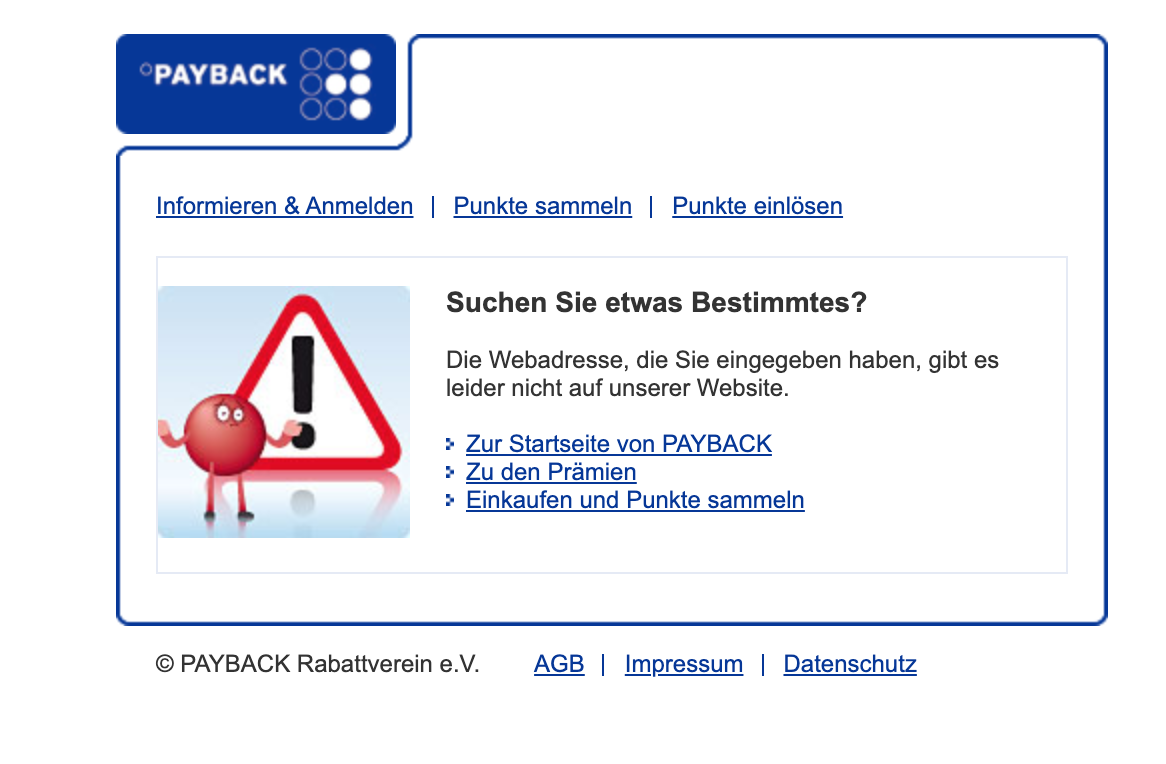 °PAYBACK
Informieren & Anmelden | Punkte sammeln | Punkte einlösen
Suchen Sie etwas Bestimmtes?
Die Webadresse, die Sie eingegeben haben, gibt es
leider nicht auf unserer Website.
Zur Startseite von PAYBACK
Zu den Prämien
Einkaufen und Punkte sammeln
© PAYBACK Rabattverein e.V. AGB | Impressum | Datenschutz